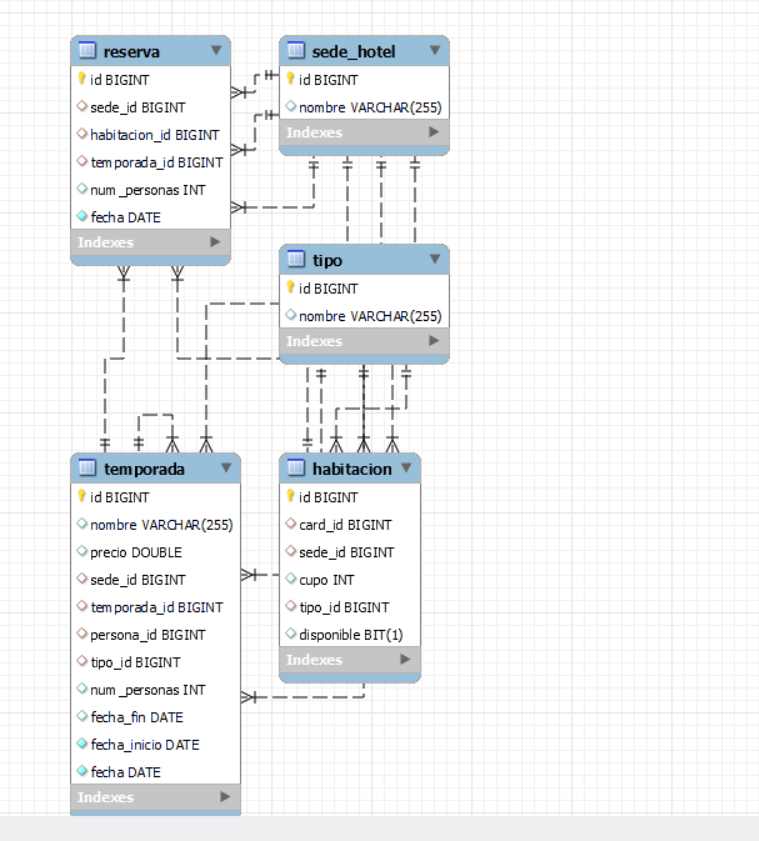 reserva
id BIGINT
sede_id BIGINT
habitacion_id BIGINT
temporada_id BIGINT
num_personas INT
fecha DATE
Indexes
sede_hotel
id BIGINT
nombre VARCHAR(255)
Indexes
tipo
id BIGINT
nombre VARCHAR(255)
Indexes
temporada
id BIGINT
nombre VARCHAR(255)
precio DOUBLE
sede_id BIGINT
temporada_id BIGINT
persona_id BIGINT
tipo_id BIGINT
num_personas INT
fecha_fin DATE
fecha_inicio DATE
fecha DATE
Indexes
habitacion
id BIGINT
card_id BIGINT
sede_id BIGINT
cupo INT
tipo_id BIGINT
disponible BIT(1)
Indexes